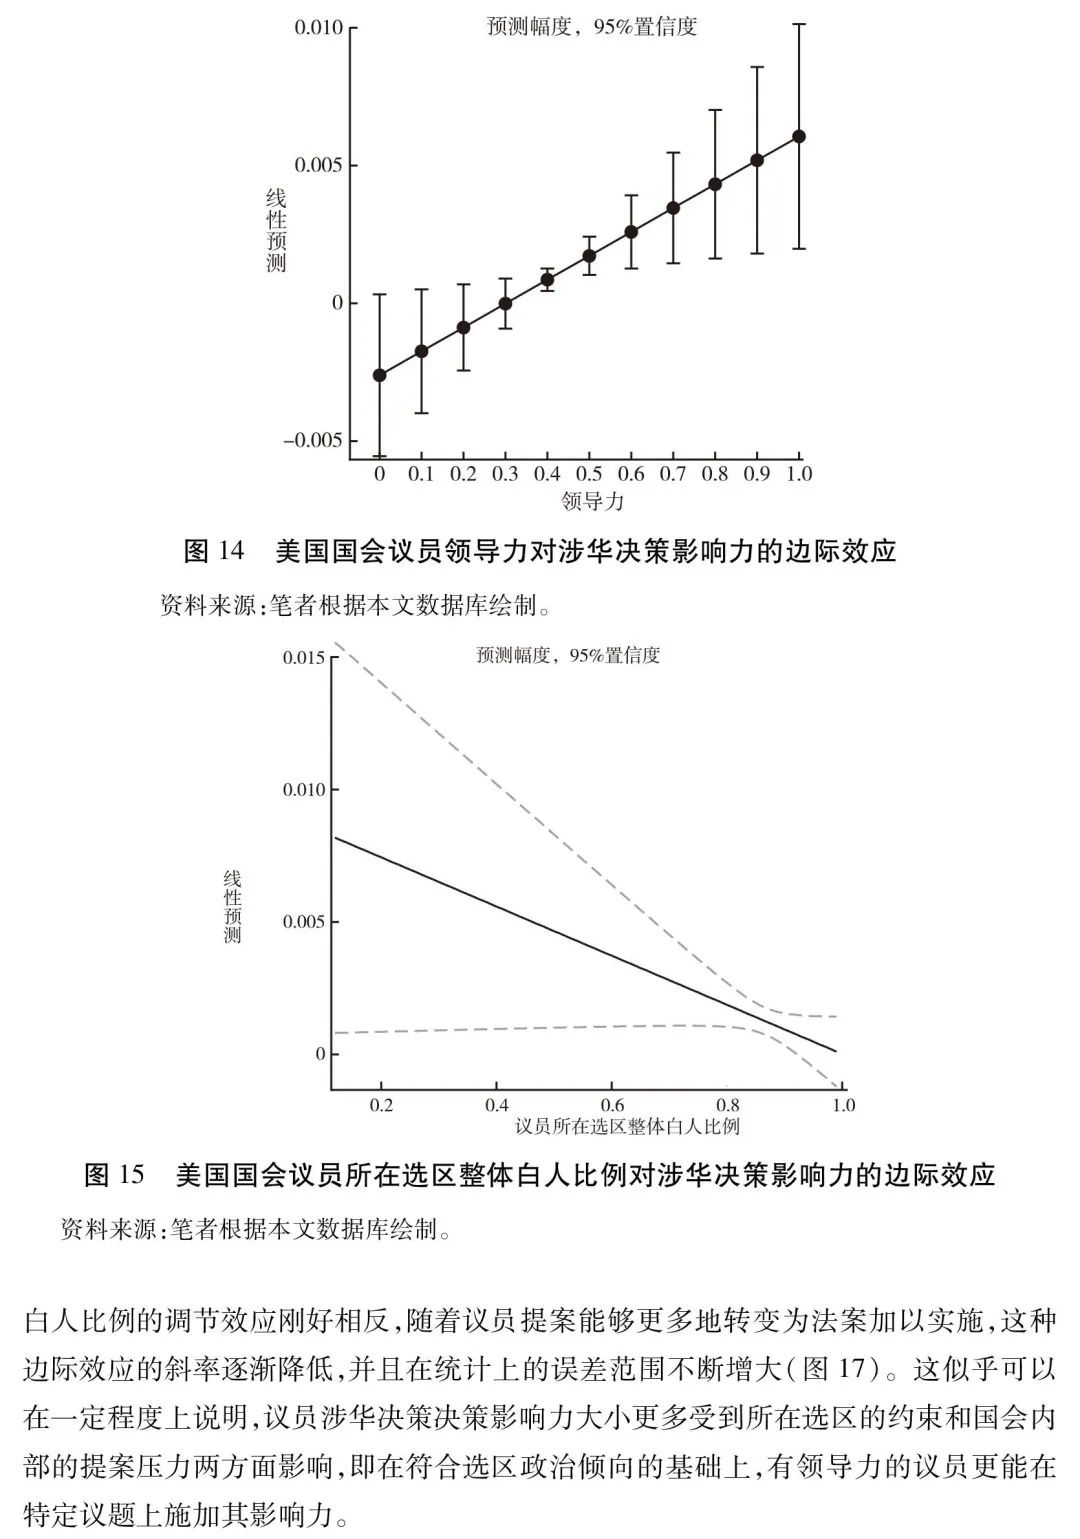 预测幅度，95%置信度
0.010
0.005
0
–0.005
线性预测
0 0.1 0.2 0.3 0.4 0.5 0.6 0.7 0.8 0.9 1.0
领导力
图 14 美国国会议员领导力对涉华决策影响力的边际效应
资料来源:笔者根据本文数据库绘制。
预测幅度，95%置信度
0.015
0.010
0.005
0
线性预测
0.2 0.4 0.6 0.8 1.0
议员所在选区整体白人比例
图 15 美国国会议员所在选区整体白人比例对涉华决策影响力的边际效应
资料来源:笔者根据本文数据库绘制。
白人比例的调节效应刚好相反,随着议员提案能够更多地转变为法案加以实施,这种
边际效应的斜率逐渐降低,并且在统计上的误差范围不断增大(图 17)。这似乎可以
在一定程度上说明,议员涉华决策决策影响力大小更多受到所在选区的约束和国会内
部的提案压力两方面影响,即在符合选区政治倾向的基础上,有领导力的议员更能在
特定议题上施加其影响力。